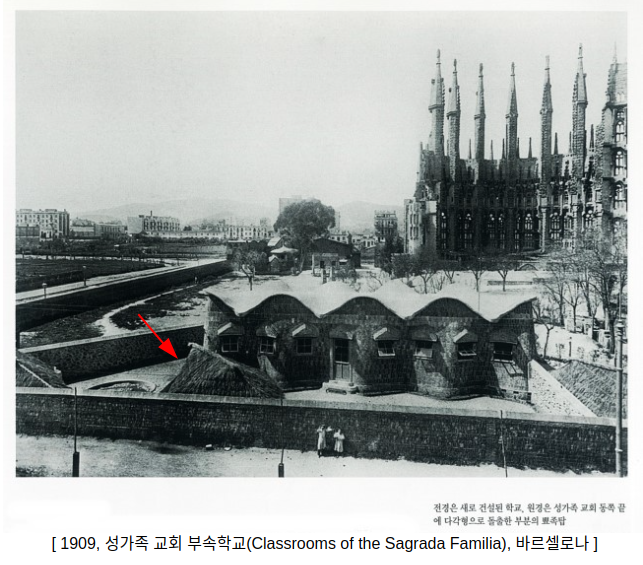 전경은 새로 건설된 학교, 원경은 성가족 교회 동쪽 끝
에 다각형으로 돌출한 부분의 뾰족탑
[ 1909, 성가족 교회 부속학교(Classrooms of the Sagrada Familia), 바르셀로나 ]